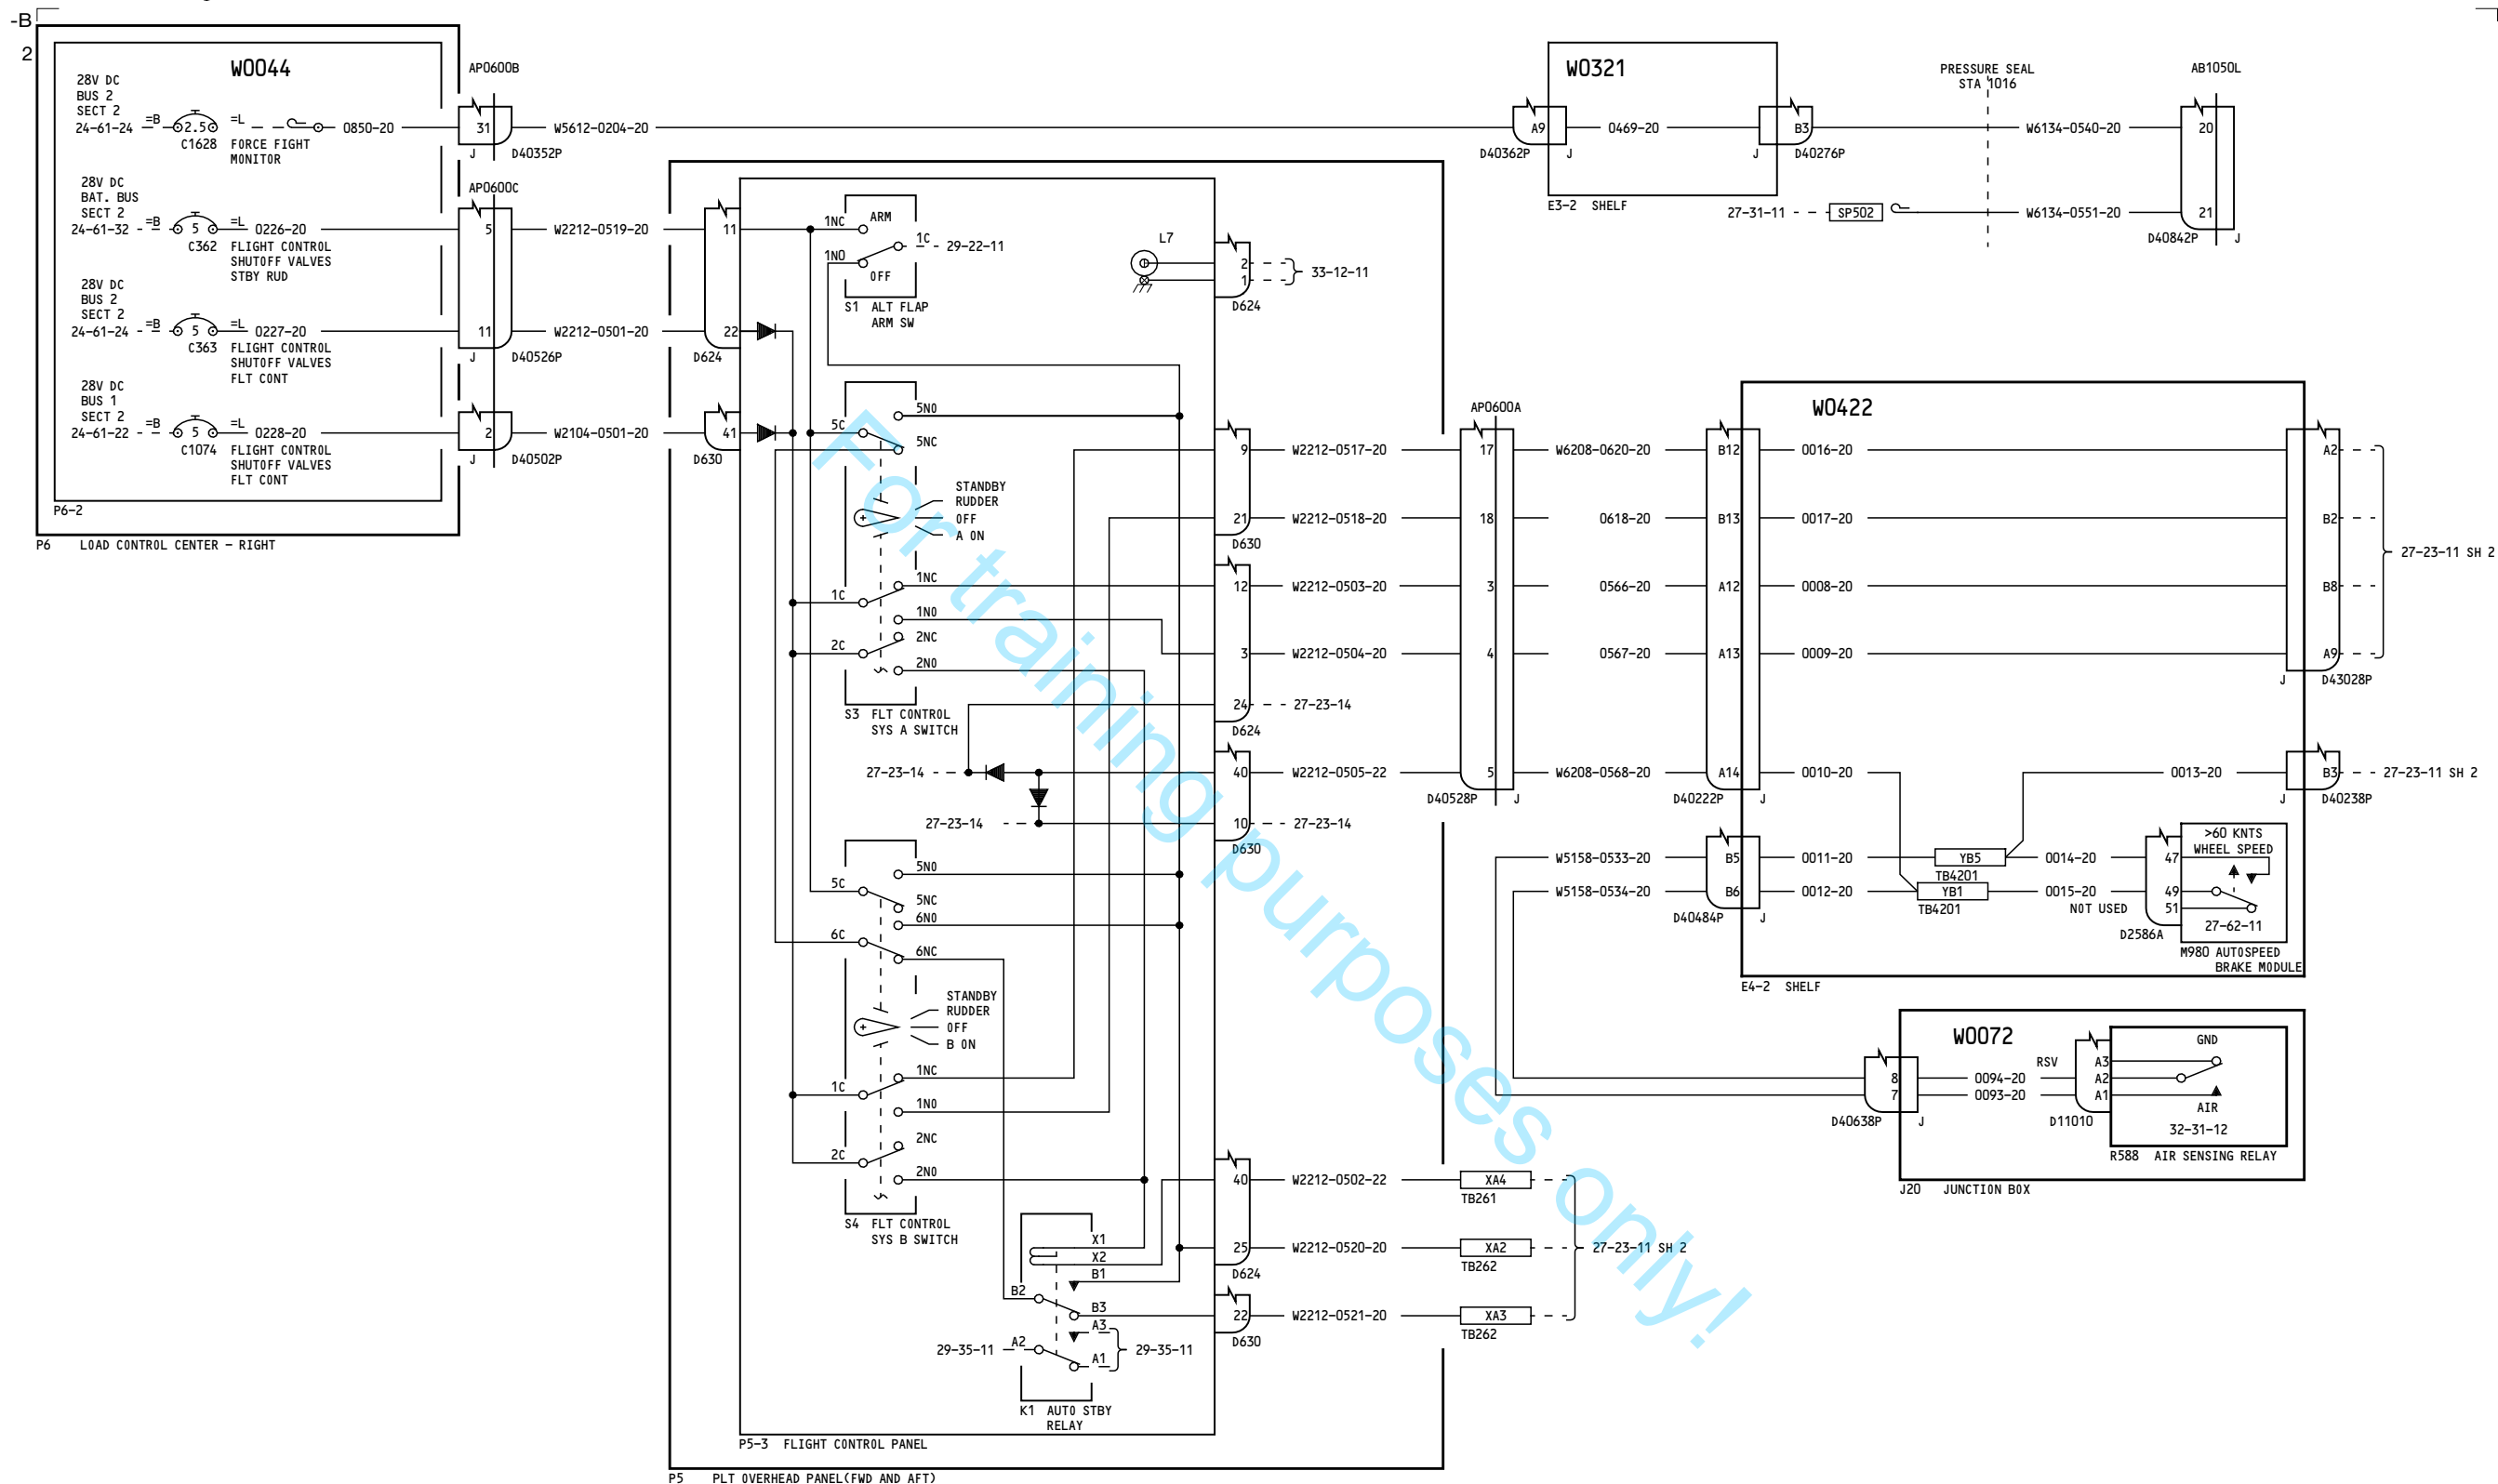 -B
2
W0044
28V DC
BUS 2
SECT 2
24-61-24
=B
2.5
=L
0850-20
C1628
FORCE FIGHT
MONITOR
28V DC
BAT. BUS
SECT 2
24-61-32
=B
5
=L
0226-20
C362
FLIGHT CONTROL
SHUTOFF VALVES
STBY RUD
28V DC
BUS 2
SECT 2
24-61-24
=B
5
=L
0227-20
C363
FLIGHT CONTROL
SHUTOFF VALVES
FLT CONT
28V DC
BUS 1
SECT 2
24-61-22
=B
5
=L
0228-20
C1074
FLIGHT CONTROL
SHUTOFF VALVES
FLT CONT
P6-2
P6 LOAD CONTROL CENTER - RIGHT
AP0600B
31
J
D40352P
W5612-0204-20
AP0600C
5
W2212-0519-20
11
W2212-0501-20
J
D40526P
2
W2104-0501-20
J
D40502P
11
22
D624
41
D630
1NC
ARM
1C
29-22-11
1NO
OFF
S1 ALT FLAP
ARM SW
L7
2
1
33-12-11
D624
5NO
5C
5NC
STANDBY
RUDDER
OFF
A ON
1NC
1C
1NO
2NC
2C
2NO
S3 FLT CONTROL
SYS A SWITCH
27-23-14
27-23-14
5NO
5C
5NC
6NO
6C
6NC
STANDBY
RUDDER
OFF
B ON
1NC
1C
1NO
2NC
2C
2NO
S4 FLT CONTROL
SYS B SWITCH
X1
X2
B1
B2
B3
A3
29-35-11
A2
A1
29-35-11
K1 AUTO STBY
RELAY
P5-3 FLIGHT CONTROL PANEL
P5 PLT OVERHEAD PANEL(FWD AND AFT)
9
W2212-0517-20
21
W2212-0518-20
D630
12
W2212-0503-20
3
W2212-0504-20
24
27-23-14
D624
40
W2212-0505-22
10
27-23-14
D630
40
W2212-0502-22
25
W2212-0520-20
D624
22
W2212-0521-20
D630
XA4
TB261
XA2
TB262
XA3
TB262
27-23-11 SH 2
AP0600A
17
W6208-0620-20
18
0618-20
3
0566-20
4
0567-20
5
W6208-0568-20
D40528P
J
W0321
A9
0469-20
B3
D40362P
J
J
D40276P
E3-2 SHELF
PRESSURE SEAL
STA 1016
AB1050L
W6134-0540-20
20
27-31-11
SP502
W6134-0551-20
21
D40842P
J
W0422
B12
0016-20
A2
B13
0017-20
B2
A12
0008-20
B8
A13
0009-20
A9
27-23-11 SH 2
J
D43028P
A14
0010-20
0013-20
B3
27-23-11 SH 2
D40222P
J
J
D40238P
W5158-0533-20
B5
0011-20
YB5
TB4201
0014-20
47
W5158-0534-20
B6
0012-20
YB1
TB4201
0015-20
49
NOT USED
51
D40484P
J
D2586A
>60 KNTS
WHEEL SPEED
27-62-11
M980 AUTOSPEED
BRAKE MODULE
E4-2 SHELF
W0072
8
0094-20
7
0093-20
D40638P
J
RSV
A3
A2
A1
D11010
GND
AIR
32-31-12
R588 AIR SENSING RELAY
J20 JUNCTION BOX
For training purposes only!